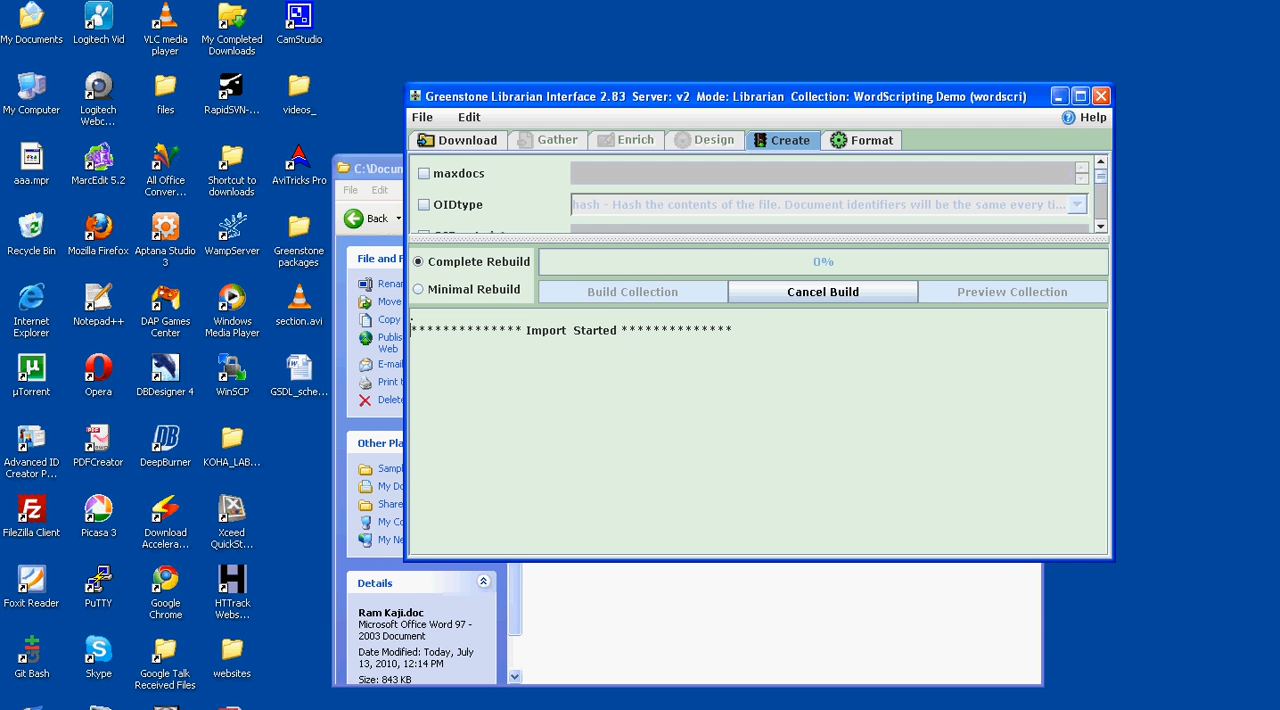 My Documents
Logitech Vid
VLC media
player
My Completed
Downloads
CamStudio
My Computer
Logitech
Webc...
files
RapidSVN-...
videos_
aaa.mpr
MarcEdit 5.2
All Office
Conver...
Shortcut to
downloads
AviTricks Pro
Recycle Bin
Mozilla Firefox
Aptana Studio
3
WampServer
Greenstone
packages
Internet
Explorer
Notepad++
DAP Games
Center
Windows
Media Player
section.avi
µTorrent
Opera
DBDesigner 4
WinSCP
GSDL_sche...
Advanced ID
Creator P...
PDFCreator
DeepBurner
KOHA_LAB...
FileZilla Client
Picasa 3
Download
Accelera...
Xceed
QuickSt...
Foxit Reader
PuTTY
Google
Chrome
HTTrack
Webs...
Git Bash
Skype
Google Talk
Received Files
websites
C:\Docum
File Edit
Back
File and F
Renar
Move
Copy
Publis
Web
E-mai
Print t
Delete
Other Pla
Sampl
My Do
Share
My Co
My Ne
Details
Ram Kaji.doc
Microsoft Office Word 97 -
2003 Document
Date Modified: Today, July
13, 2010, 12:14 PM
Size: 843 KB
Greenstone Librarian Interface 2.83 Server: v2 Mode: Librarian Collection: WordScripting Demo (wordscri)
File Edit Help
Download Gather Enrich Design Create Format
maxdocs
OIDtype
hash - Hash the contents of the file. Document identifiers will be the same every ti...
Complete Rebuild
0%
Minimal Rebuild
Build Collection Cancel Build Preview Collection
.
************** Import Started **************